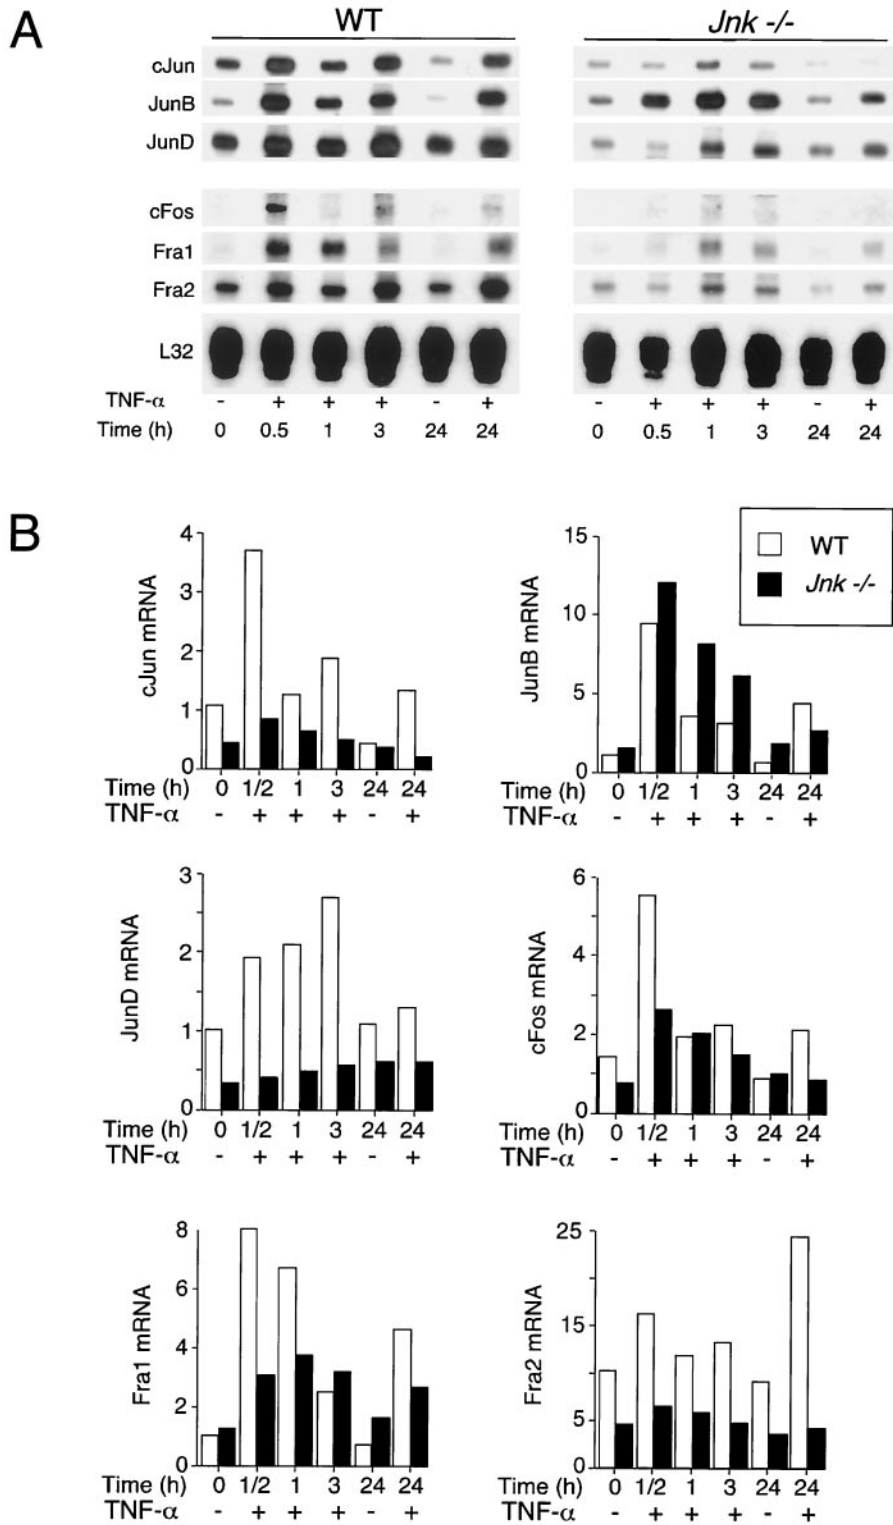 A
WT
Jnk -/-
cJun
JunB
JunD
cFos
Fra1
Fra2
L32
TNF-α - + + + - + - + + + - +
Time (h) 0 0.5 1 3 24 24 0 0.5 1 3 24 24
B
WT
Jnk -/-
cJun mRNA
4
3
2
1
0
Time (h) 0 1/2 1 3 24 24
TNF-α - + + + - +
JunB mRNA
15
10
5
0
Time (h) 0 1/2 1 3 24 24
TNF-α - + + + - +
JunD mRNA
3
2
1
0
Time (h) 0 1/2 1 3 24 24
TNF-α - + + + - +
cFos mRNA
6
4
2
0
Time (h) 0 1/2 1 3 24 24
TNF-α - + + + - +
Fra1 mRNA
8
6
4
2
0
Time (h) 0 1/2 1 3 24 24
TNF-α - + + + - +
Fra2 mRNA
25
15
5
0
Time (h) 0 1/2 1 3 24 24
TNF-α - + + + - +